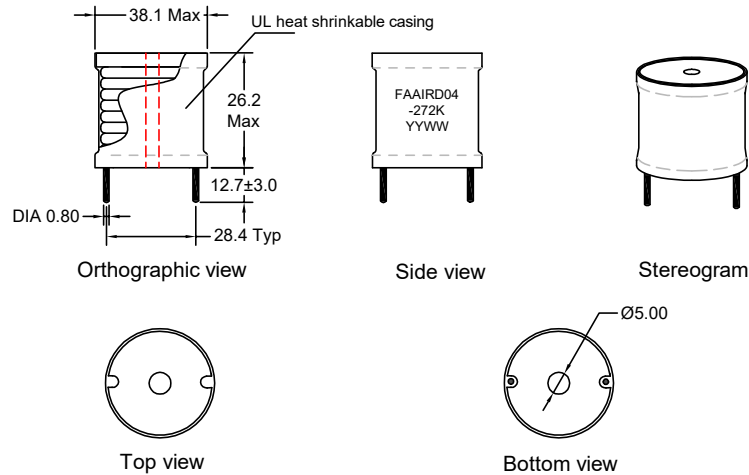 38.1 Max
UL heat shrinkable casing
26.2
Max
12.7±3.0
DIA 0.80
28.4 Typ
Orthographic view
FAAIRD04
-272K
YYWW
Side view
Stereogram
Ø5.00
Top view
Bottom view